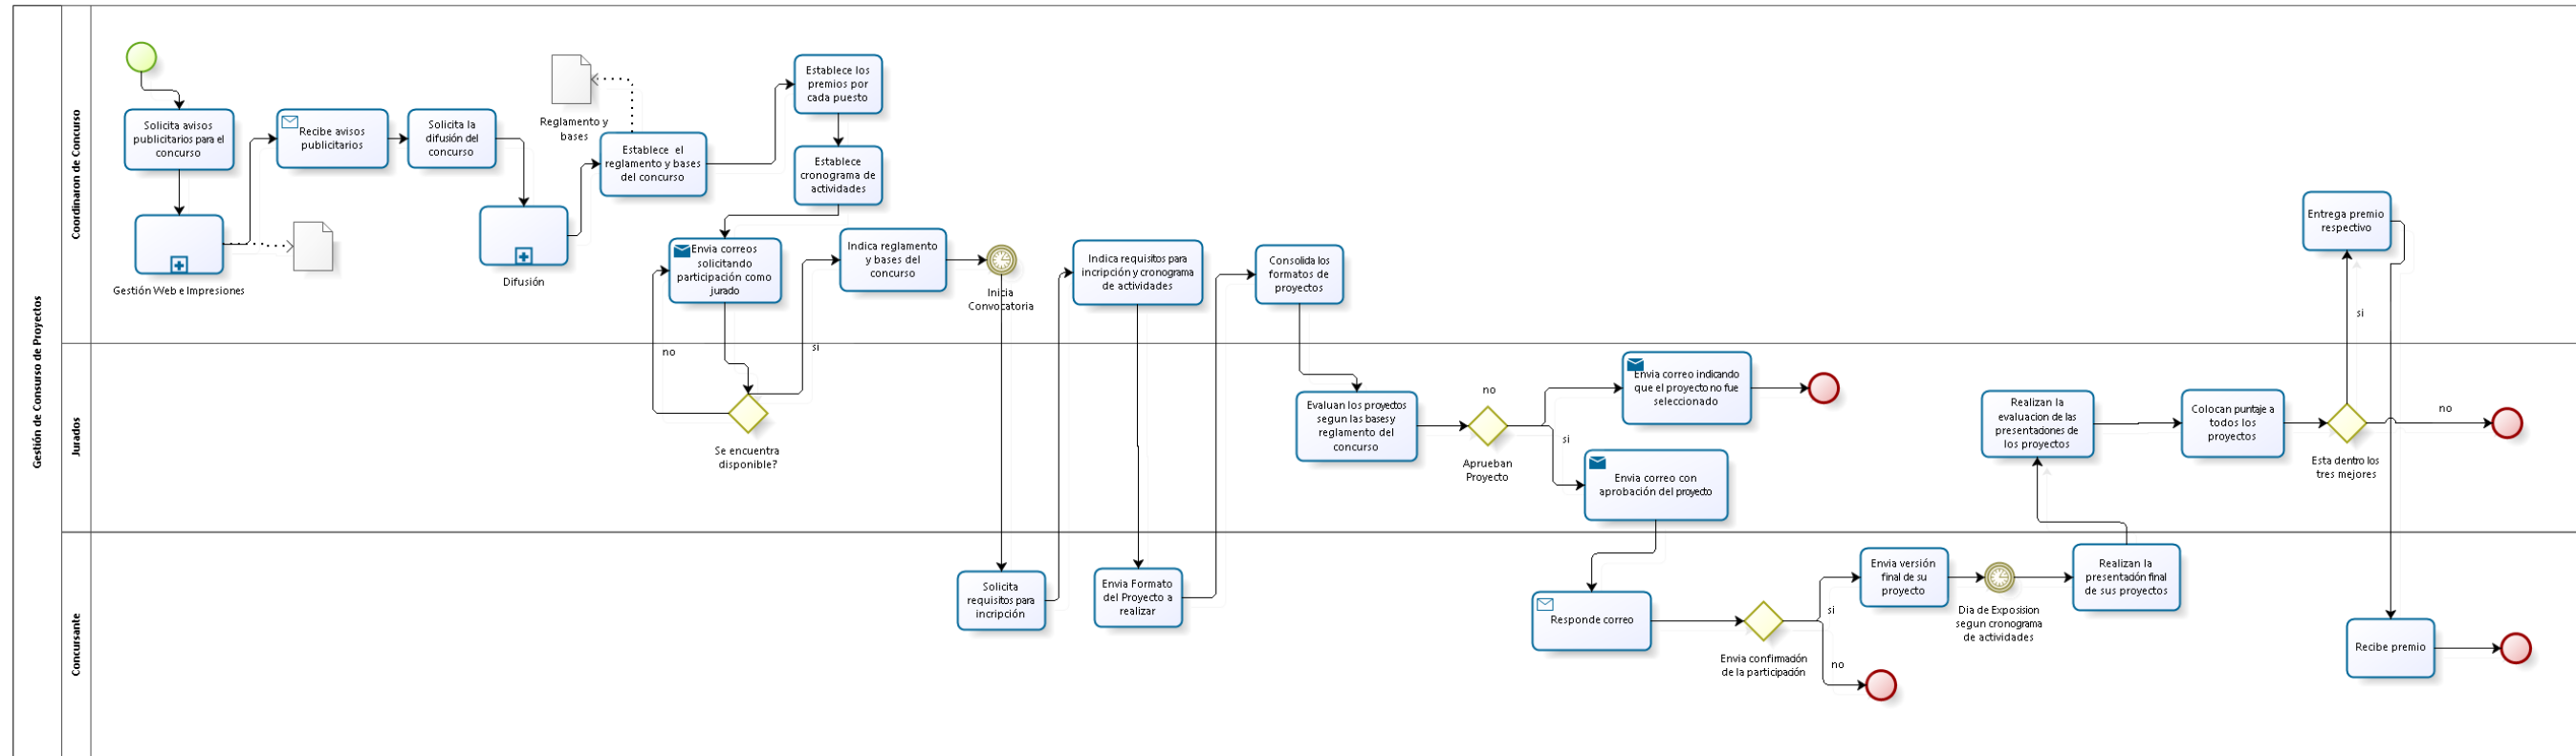 Gestión de Consurso de Proyectos
Coordinaron de Concurso
Solicita avisos
publicitarios para el
concurso
Gestión Web e Impresiones
Recibe avisos
publicitarios
Solicita la
difusión del
concurso
Difusión
Reglamento y
bases
Establece el
reglamento y bases
del concurso
Establece los
premios por
cada puesto
Establece
cronograma de
actividades
Envia correos
solicitando
participación como
jurado
Indica reglamento
y bases del
concurso
Inicia
Convocatoria
Indica requisitos para
incripción y cronograma
de actividades
Consolida los
formatos de
proyectos
Entrega premio
respectivo
si
Jurados
no
si
Se encuentra
disponible?
Evaluan los proyectos
segun las bases y
reglamento del
concurso
no
Aprueban
Proyecto
si
Envia correo indicando
que el proyecto no fue
seleccionado
Envia correo con
aprobación del proyecto
Realizan la
evaluacion de las
presentaciones de
los proyectos
Colocan puntaje a
todos los
proyectos
Esta dentro los
tres mejores
no
Concursante
Solicita
requisitos para
incripción
Envia Formato
del Proyecto a
realizar
Responde correo
Envia confirmación
de la participación
si
no
Envia versión
final de su
proyecto
Dia de Exposision
segun cronograma
de actividades
Realizan la
presentación final
de sus proyectos
Recibe premio